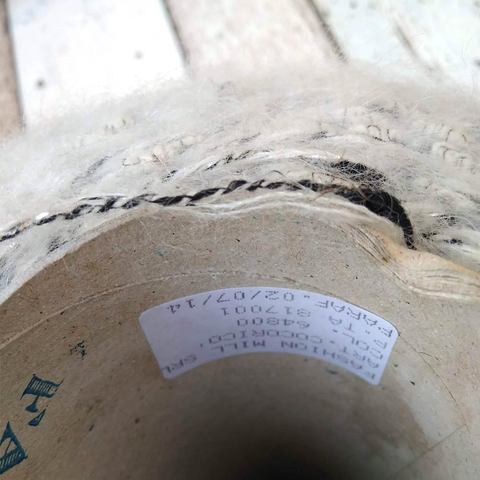 FASHION MILL SRL
ART.COCORICO'
COL. 64800
P.TA 817001
PARAF. 02/07/14